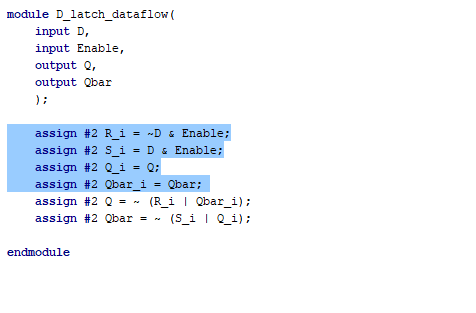 module D_latch_dataflow(
    input D,
    input Enable,
    output Q,
    output Qbar
    );
    assign #2 R_i = ~D & Enable;
    assign #2 S_i = D & Enable;
    assign #2 Q_i = Q;
    assign #2 Qbar_i = Qbar;
    assign #2 Q = ~ (R_i | Qbar_i);
    assign #2 Qbar = ~ (S_i | Q_i);
endmodule